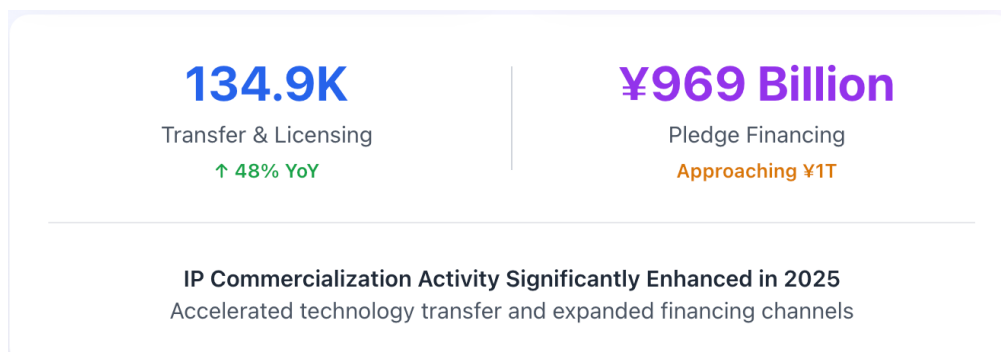 134.9K
Transfer & Licensing
↑ 48% YoY
¥969 Billion
Pledge Financing
Approaching ¥1T
IP Commercialization Activity Significantly Enhanced in 2025
Accelerated technology transfer and expanded financing channels